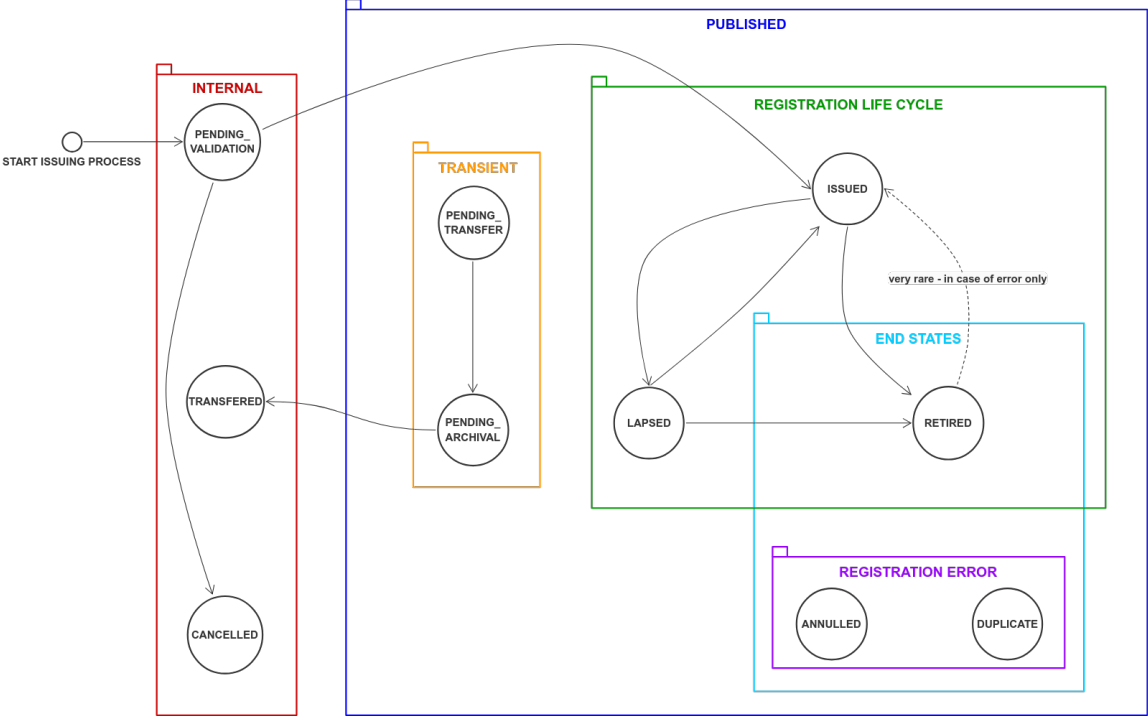 PUBLISHED
INTERNAL
REGISTRATION LIFE CYCLE
PENDING_
VALIDATION
START ISSUING PROCESS
TRANSIENT
ISSUED
PENDING_
TRANSFER
very rare - in case of error only
END STATES
TRANSFERED
PENDING_
ARCHIVAL
LAPSED
RETIRED
REGISTRATION ERROR
ANNULLED
DUPLICATE
CANCELLED